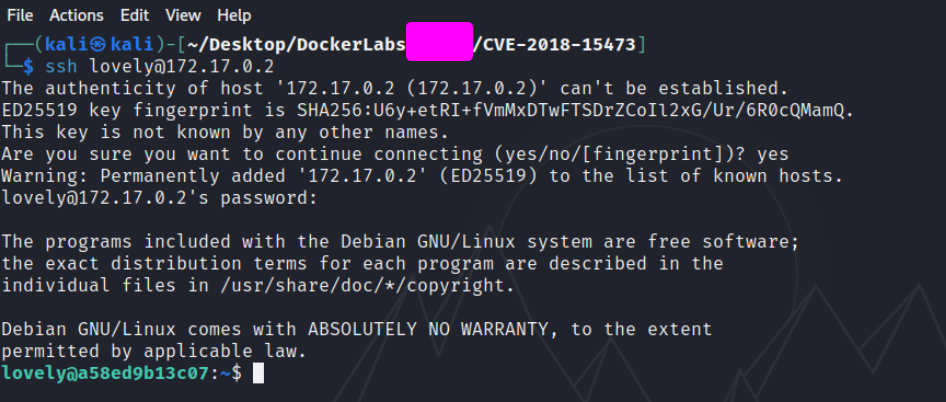 File Actions Edit View Help
┌──(kali㉿kali)-[~/Desktop/DockerLabs/CVE-2018-15473]
└─$ ssh lovely@172.17.0.2
The authenticity of host '172.17.0.2 (172.17.0.2)' can't be established.
ED25519 key fingerprint is SHA256:U6y+etRI+fVmMxDTwFTSDrZCoIl2xG/Ur/6R0cQMamQ.
This key is not known by any other names.
Are you sure you want to continue connecting (yes/no/[fingerprint])? yes
Warning: Permanently added '172.17.0.2' (ED25519) to the list of known hosts.
lovely@172.17.0.2's password:
The programs included with the Debian GNU/Linux system are free software;
the exact distribution terms for each program are described in the
individual files in /usr/share/doc/*/copyright.
Debian GNU/Linux comes with ABSOLUTELY NO WARRANTY, to the extent
permitted by applicable law.
lovely@a58ed9b13c07:~$